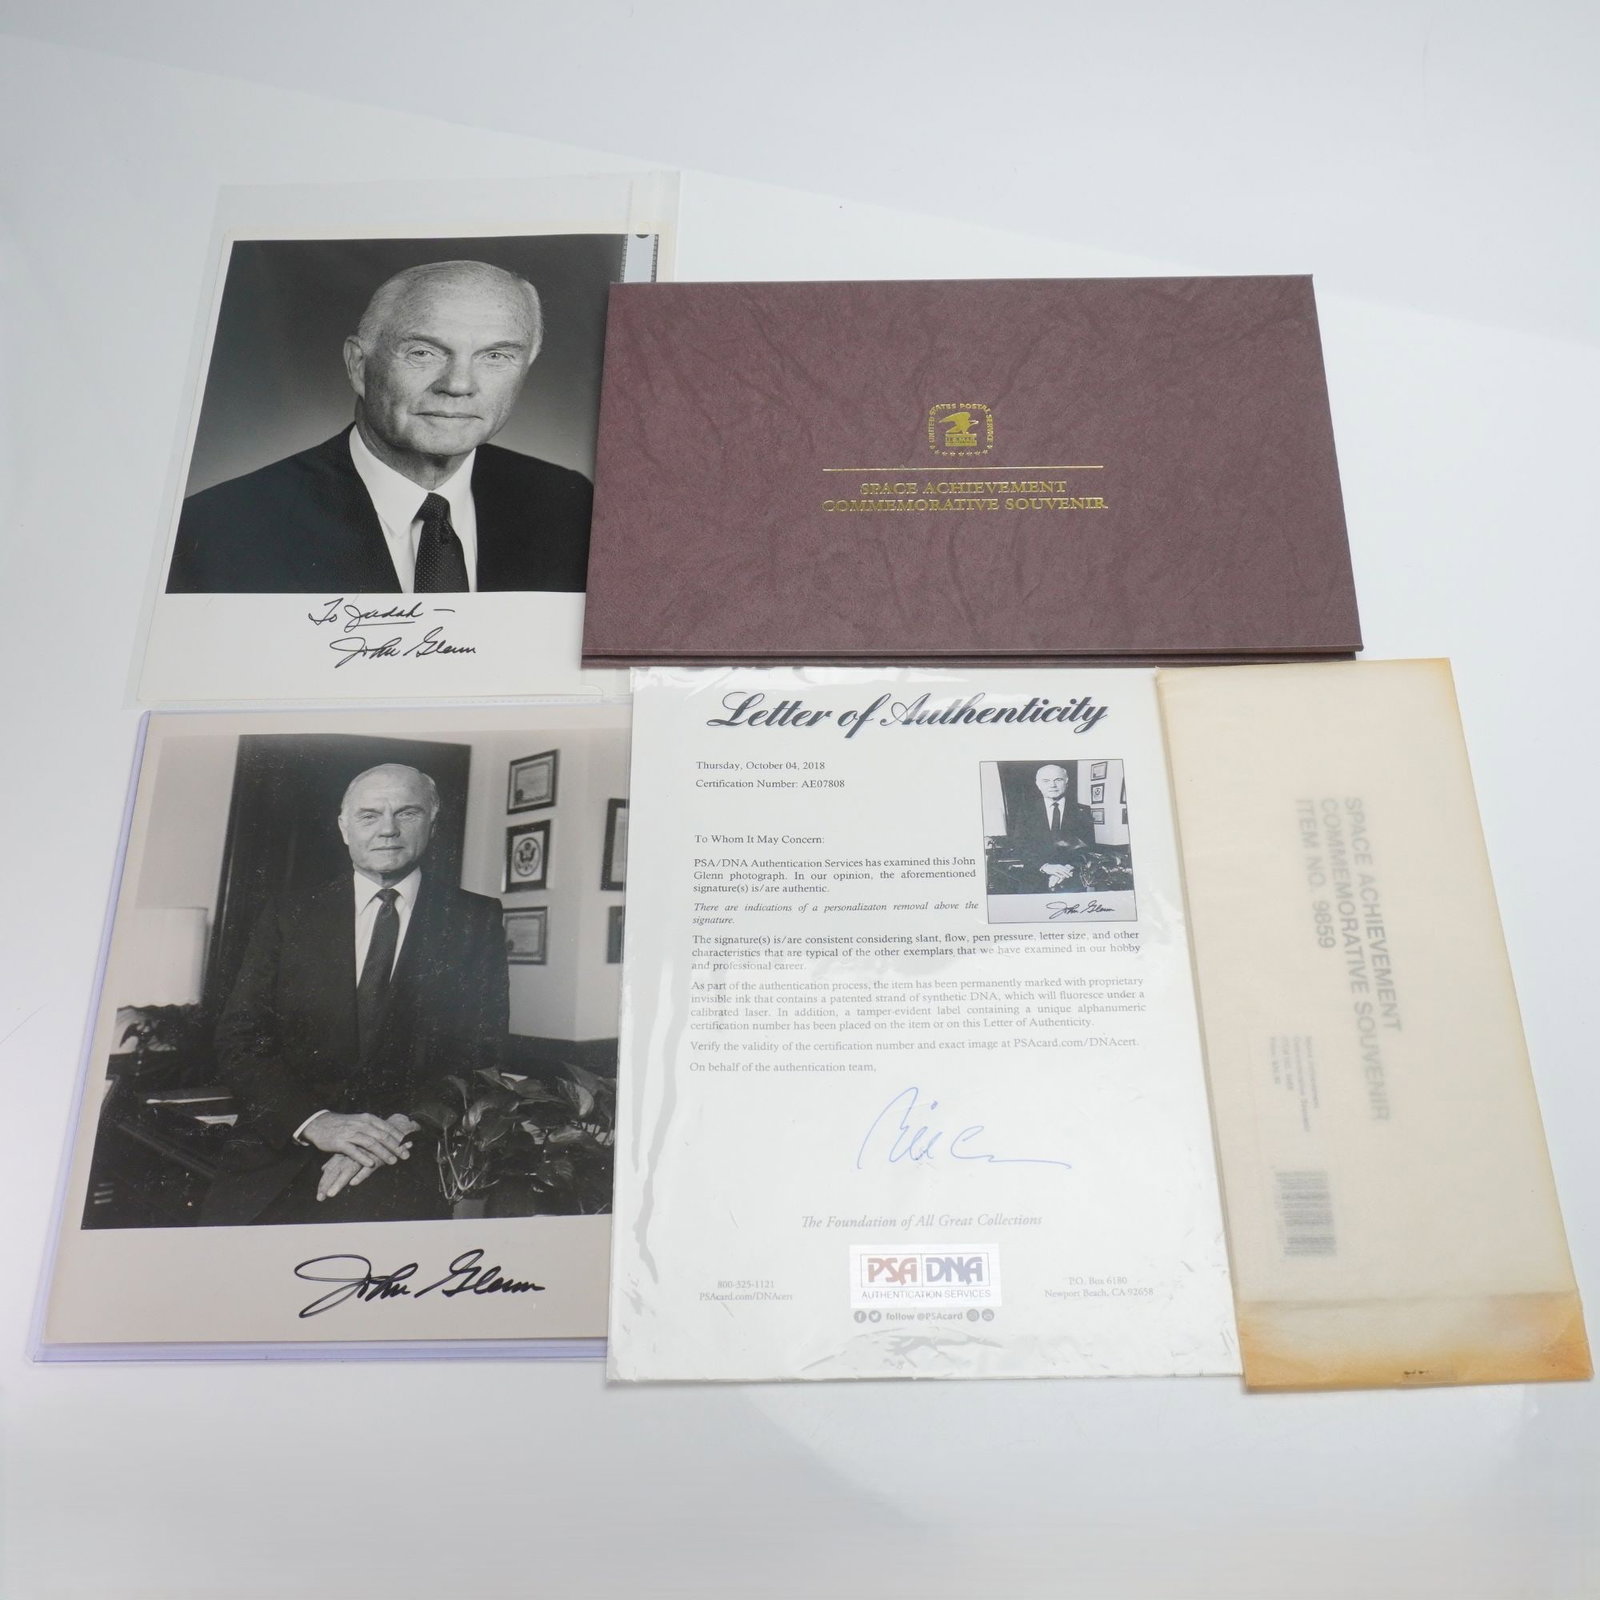 To Judah —
John Glenn
UNITED STATES POSTAL SERVICE
U.S.MAIL
SPACE ACHIEVEMENT
COMMEMORATIVE SOUVENIR
John Glenn
Letter of Authenticity
Thursday, October 04, 2018
Certification Number: AE07808
To Whom It May Concern:
PSA/DNA Authentication Services has examined this John
Glenn photograph. In our opinion, the aforementioned
signature(s) is/are authentic.
There are indications of a personalizaton removal above the
signature.
John Glenn
The signature(s) is/are consistent considering slant, flow, pen pressure, letter size, and other
characteristics that are typical of the other exemplars that we have examined in our hobby
and professional career.
As part of the authentication process, the item has been permanently marked with proprietary
invisible ink that contains a patented strand of synthetic DNA, which will fluoresce under a
calibrated laser. In addition, a tamper-evident label containing a unique alphanumeric
certification number has been placed on the item or on this Letter of Authenticity.
Verify the validity of the certification number and exact image at PSAcard.com/DNAcert.
On behalf of the authentication team,
The Foundation of All Great Collections
PSA DNA
AUTHENTICATION SERVICES
800-325-1121
PSAcard.com/DNAcert
P.O. Box 6180
Newport Beach, CA 92658
follow @PSAcard
SPACE ACHIEVEMENT
COMMEMORATIVE SOUVENIR
ITEM NO. 9859